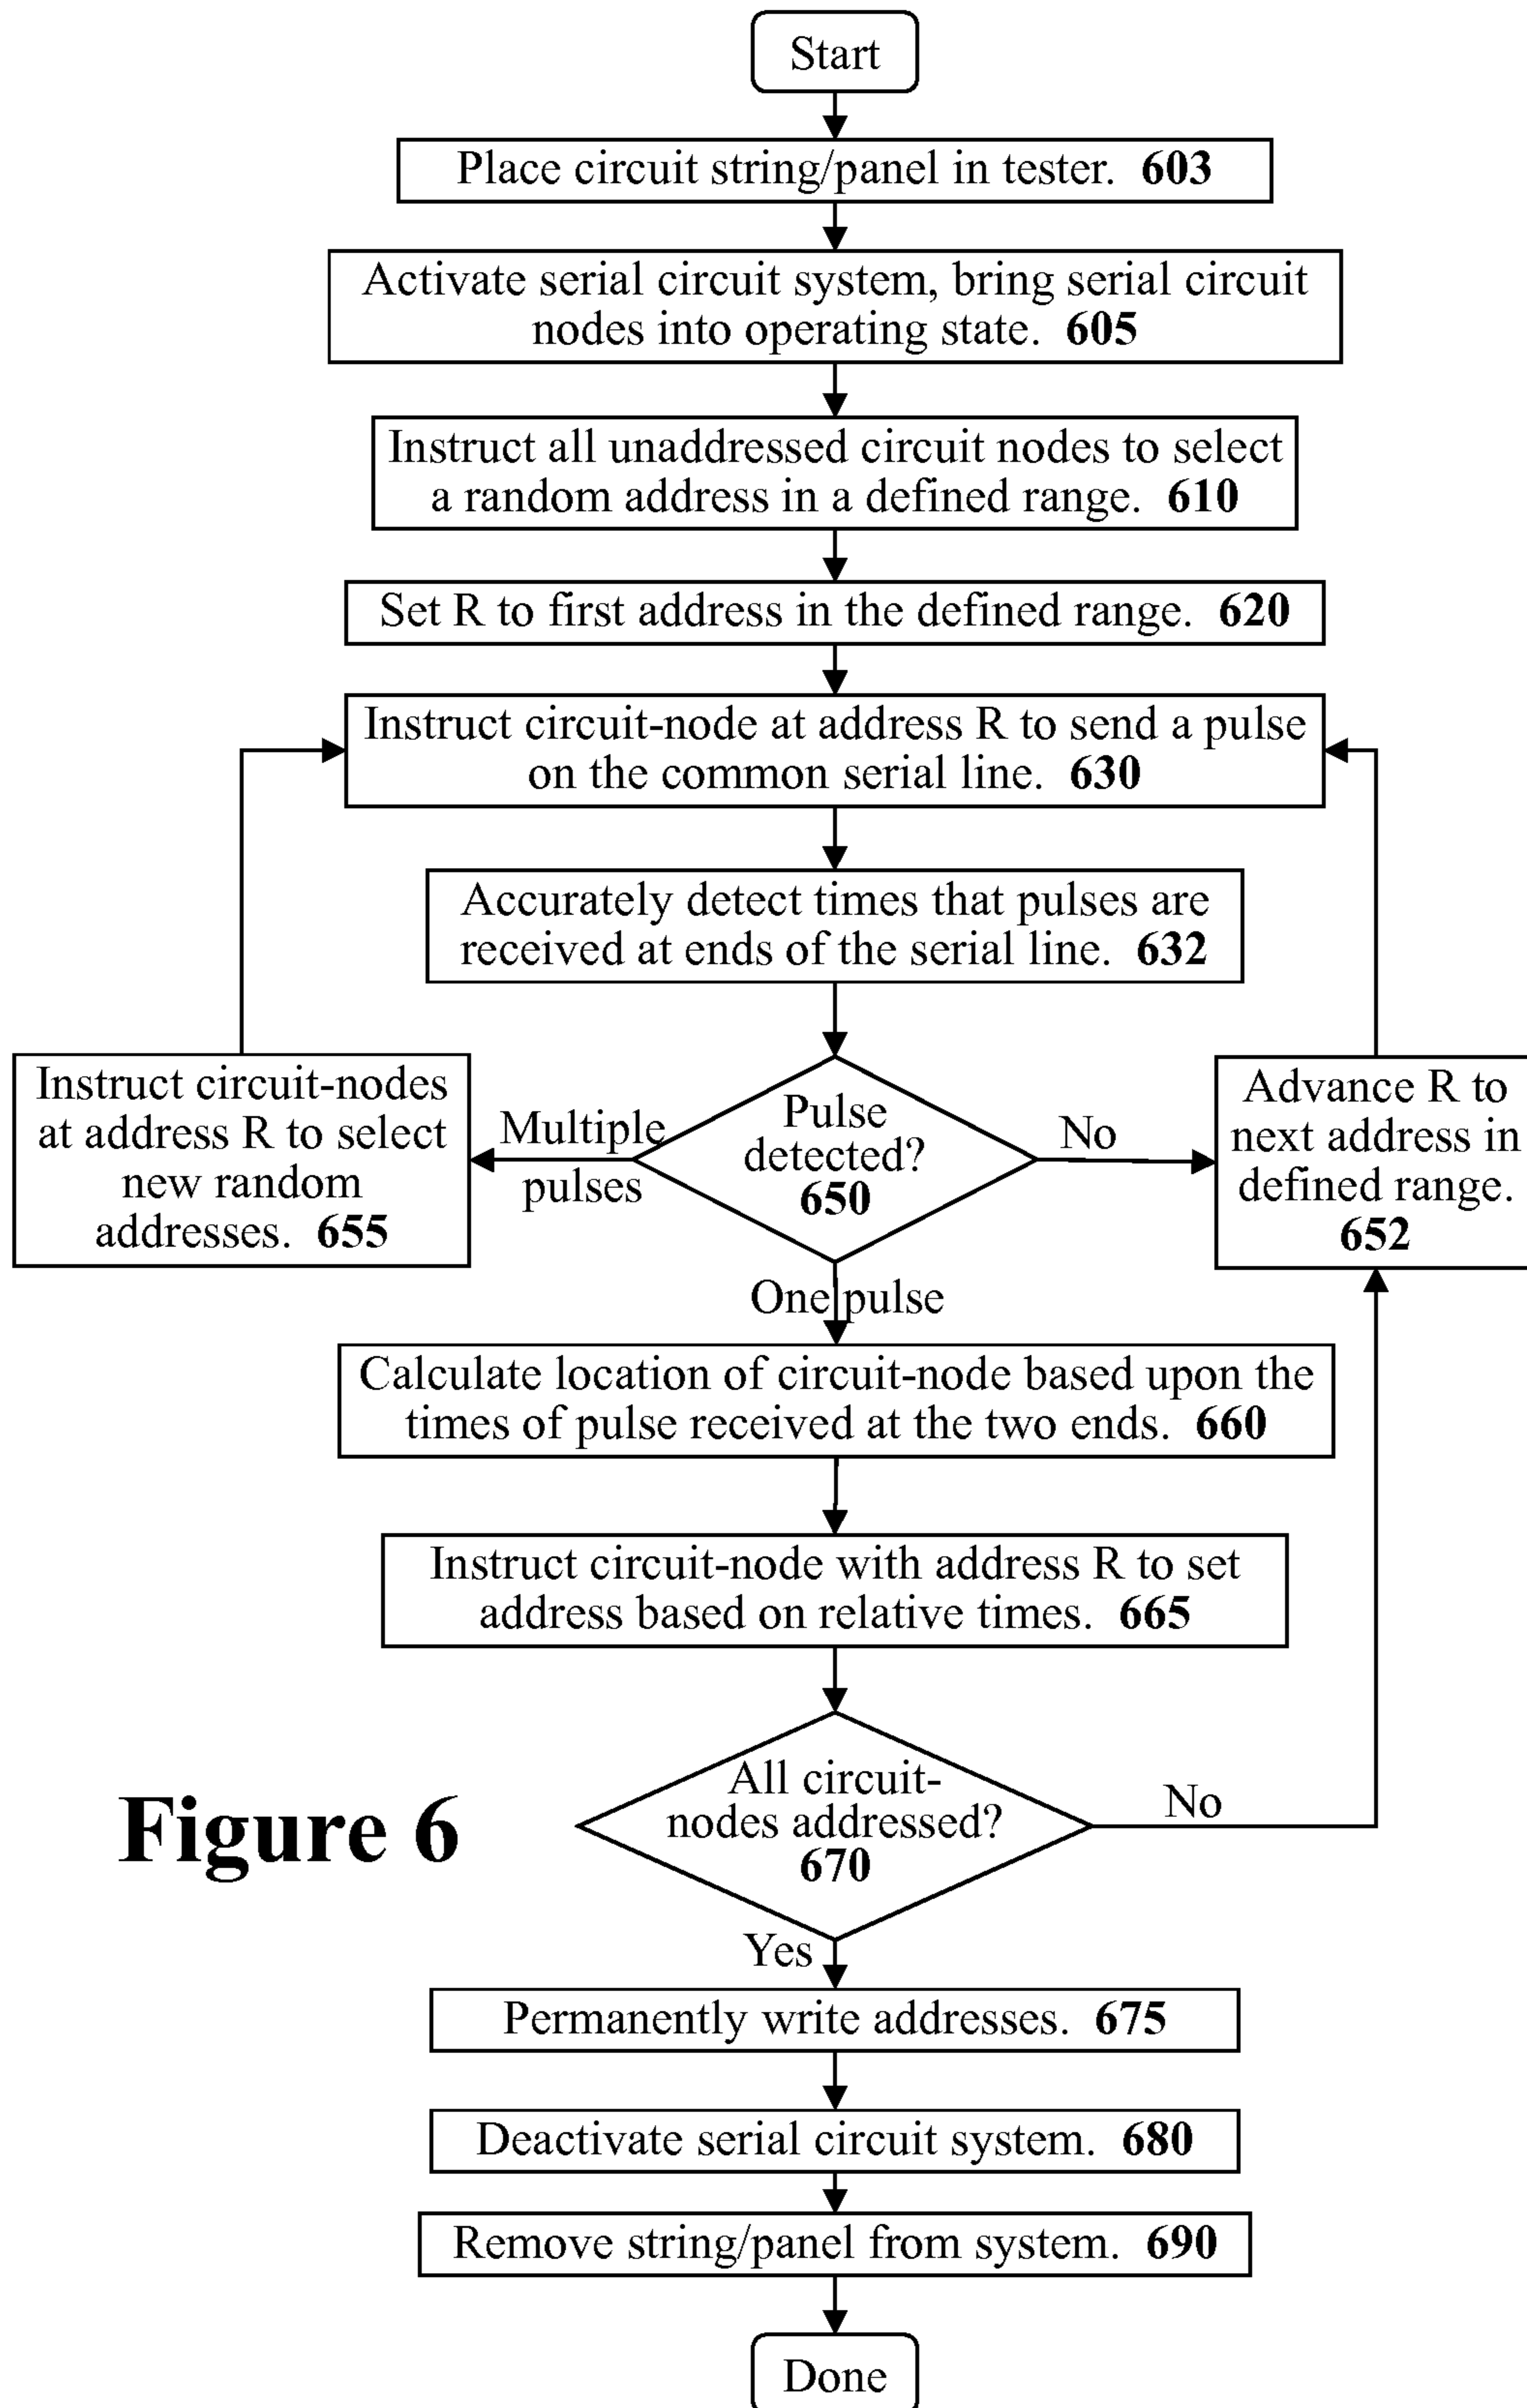 Start
Place circuit string/panel in tester. 603
Activate serial circuit system, bring serial circuit
nodes into operating state. 605
Instruct all unaddressed circuit nodes to select
a random address in a defined range. 610
Set R to first address in the defined range. 620
Instruct circuit-node at address R to send a pulse
on the common serial line. 630
Accurately detect times that pulses are
received at ends of the serial line. 632
Instruct circuit-nodes
at address R to select
new random
addresses. 655
Multiple
pulses
Pulse
detected?
650
No
Advance R to
next address in
defined range.
652
One pulse
Calculate location of circuit-node based upon the
times of pulse received at the two ends. 660
Instruct circuit-node with address R to set
address based on relative times. 665
All circuit-
nodes addressed?
670
No
Figure 6
Yes
Permanently write addresses. 675
Deactivate serial circuit system. 680
Remove string/panel from system. 690
Done